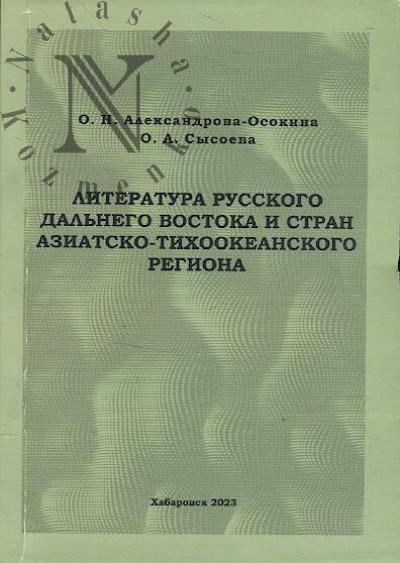 Natasha
Kozmenko
N
О. Н. Александрова-Осокина
О. А. Сысоева
ЛИТЕРАТУРА РУССКОГО
ДАЛЬНЕГО ВОСТОКА И СТРАН
АЗИАТСКО-ТИХООКЕАНСКОГО
РЕГИОНА
Хабаровск 2023